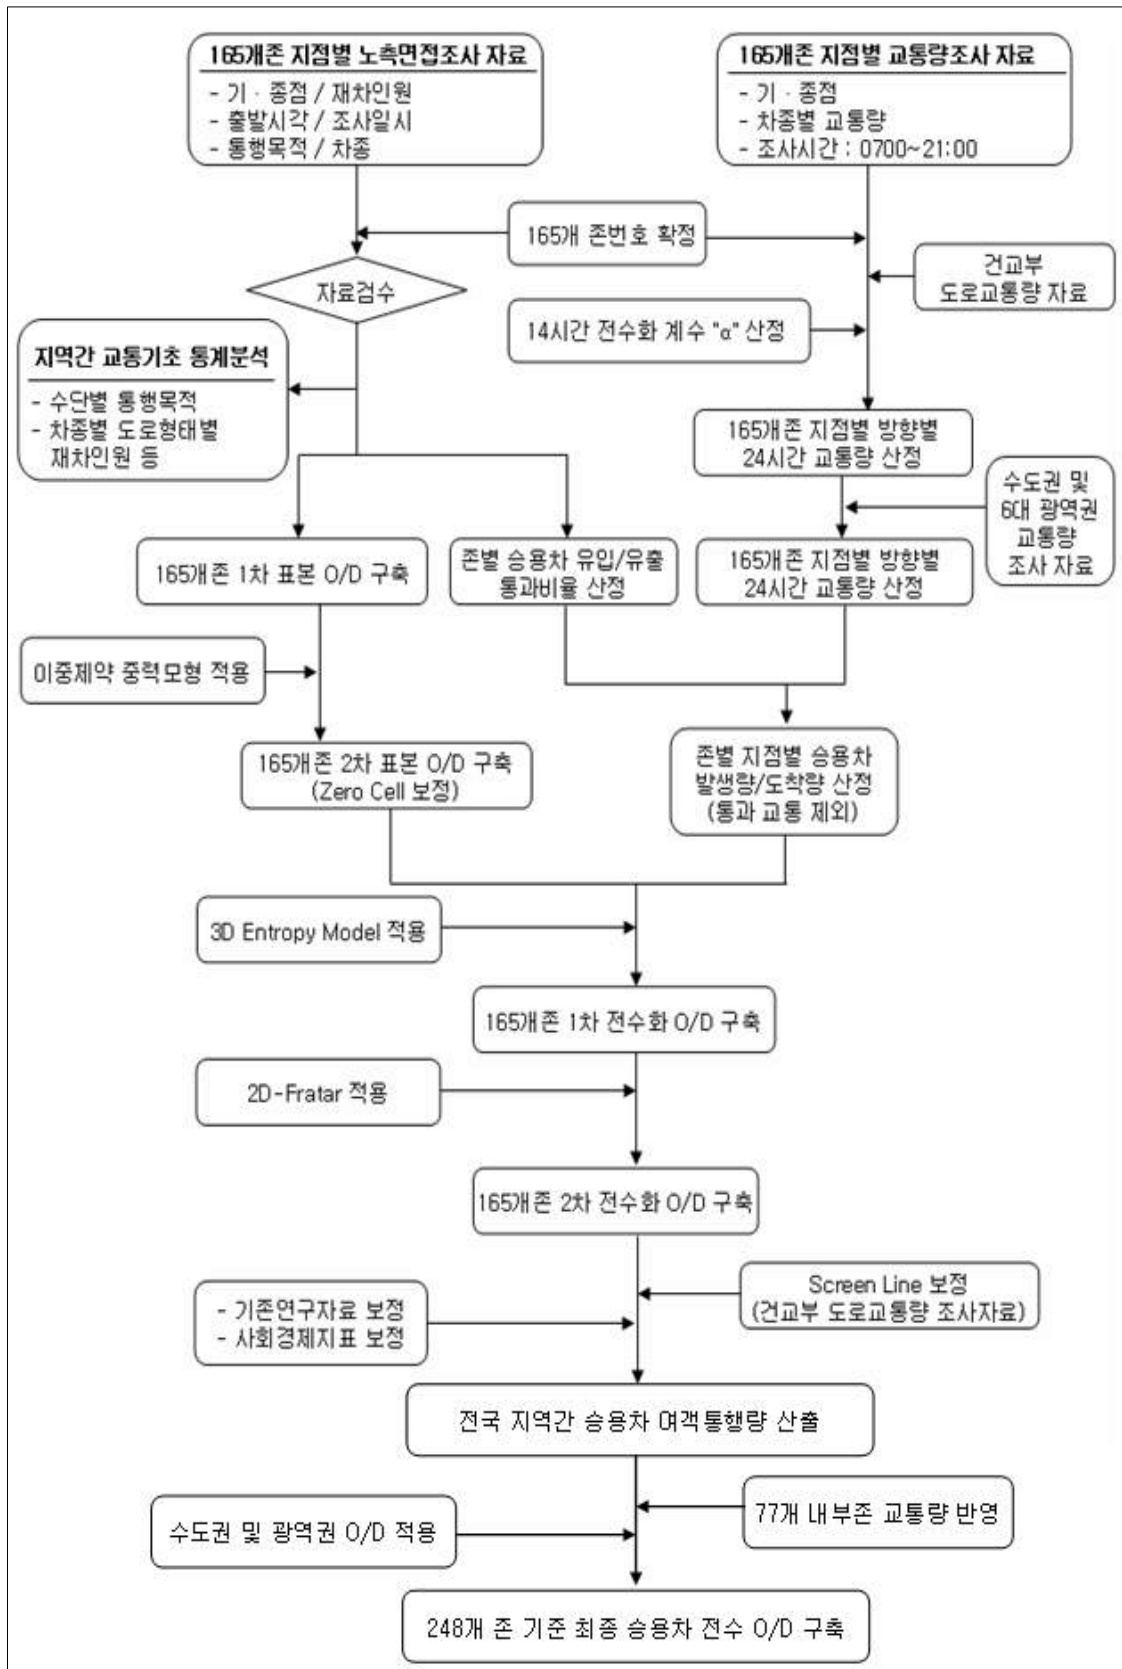 165개존 지점별 노측면접조사 자료
- 기 · 종점 / 재차인원
- 출발시각 / 조사일시
- 통행목적 / 차종
165개존 지점별 교통량조사 자료
- 기 · 종점
- 차종별 교통량
- 조사시간 : 0700~21:00
165개 존번호 확정
건교부
도로교통량 자료
자료검수
14시간 전수화 계수 "α" 산정
지역간 교통기초 통계분석
- 수단별 통행목적
- 차종별 도로형태별
재차인원 등
165개존 지점별 방향별
24시간 교통량 산정
수도권 및
6대 광역권
교통량
조사 자료
165개존 1차 표본 O/D 구축
존별 승용차 유입/유출
통과비율 산정
165개존 지점별 방향별
24시간 교통량 산정
이중제약 중력모형 적용
165개존 2차 표본 O/D 구축
(Zero Cell 보정)
존별 지점별 승용차
발생량/도착량 산정
(통과 교통 제외)
3D Entropy Model 적용
165개존 1차 전수화 O/D 구축
2D-Fratar 적용
165개존 2차 전수화 O/D 구축
Screen Line 보정
(건교부 도로교통량 조사자료)
- 기존연구자료 보정
- 사회경제지표 보정
전국 지역간 승용차 여객통행량 산출
77개 내부존 교통량 반영
수도권 및 광역권 O/D 적용
248개 존 기준 최종 승용차 전수 O/D 구축